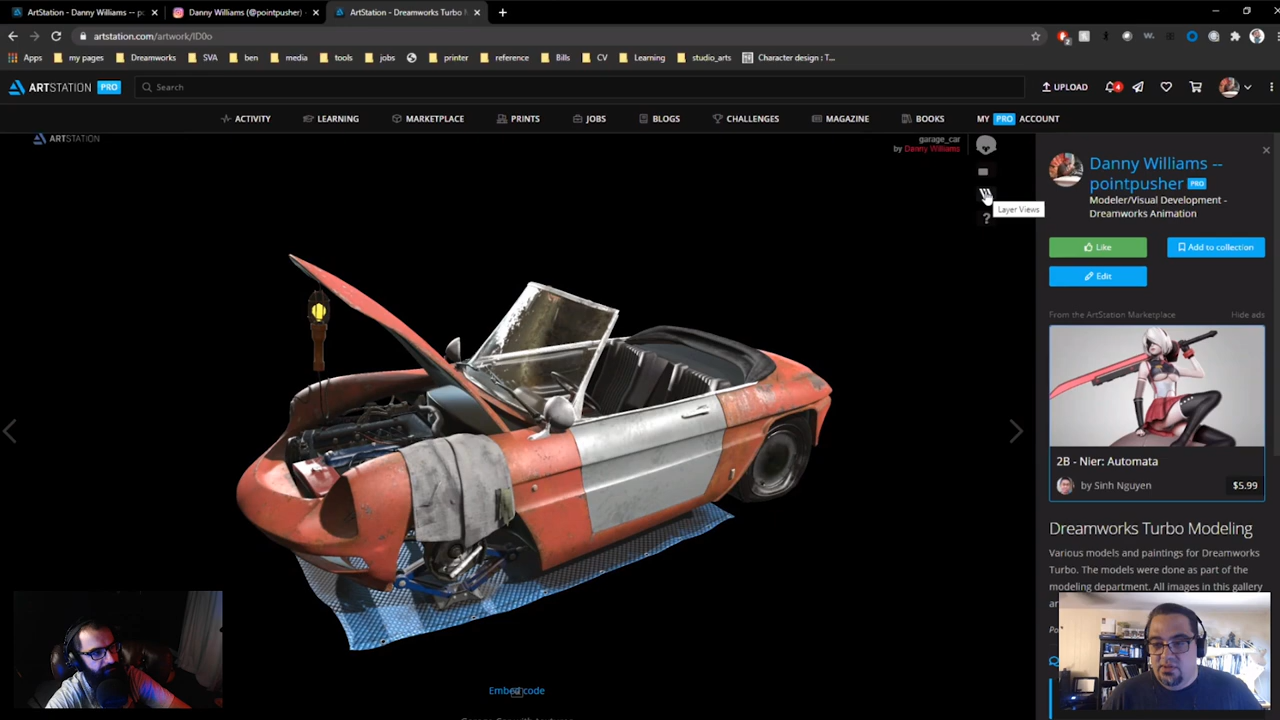 ArtStation - Danny Williams -- p
Danny Williams (@pointpusher)
ArtStation - Dreamworks Turbo M
artstation.com/artwork/lD0o
Apps my pages Dreamworks SVA ben media tools jobs printer reference Bills CV Learning studio_arts Character design : T...
ARTSTATION PRO Search UPLOAD 4
ACTIVITY LEARNING MARKETPLACE PRINTS JOBS BLOGS CHALLENGES MAGAZINE BOOKS MY PRO ACCOUNT
ARTSTATION
garage_car
by Danny Williams
Layer Views
?
Danny Williams --
pointpusher PRO
Modeler/Visual Development -
Dreamworks Animation
Like Add to collection
Edit
From the ArtStation Marketplace Hide ads
2B - Nier: Automata
by Sinh Nguyen $5.99
Dreamworks Turbo Modeling
Various models and paintings for Dreamworks
Turbo. The models were done as part of the
modeling department. All images in this gallery
Embed code